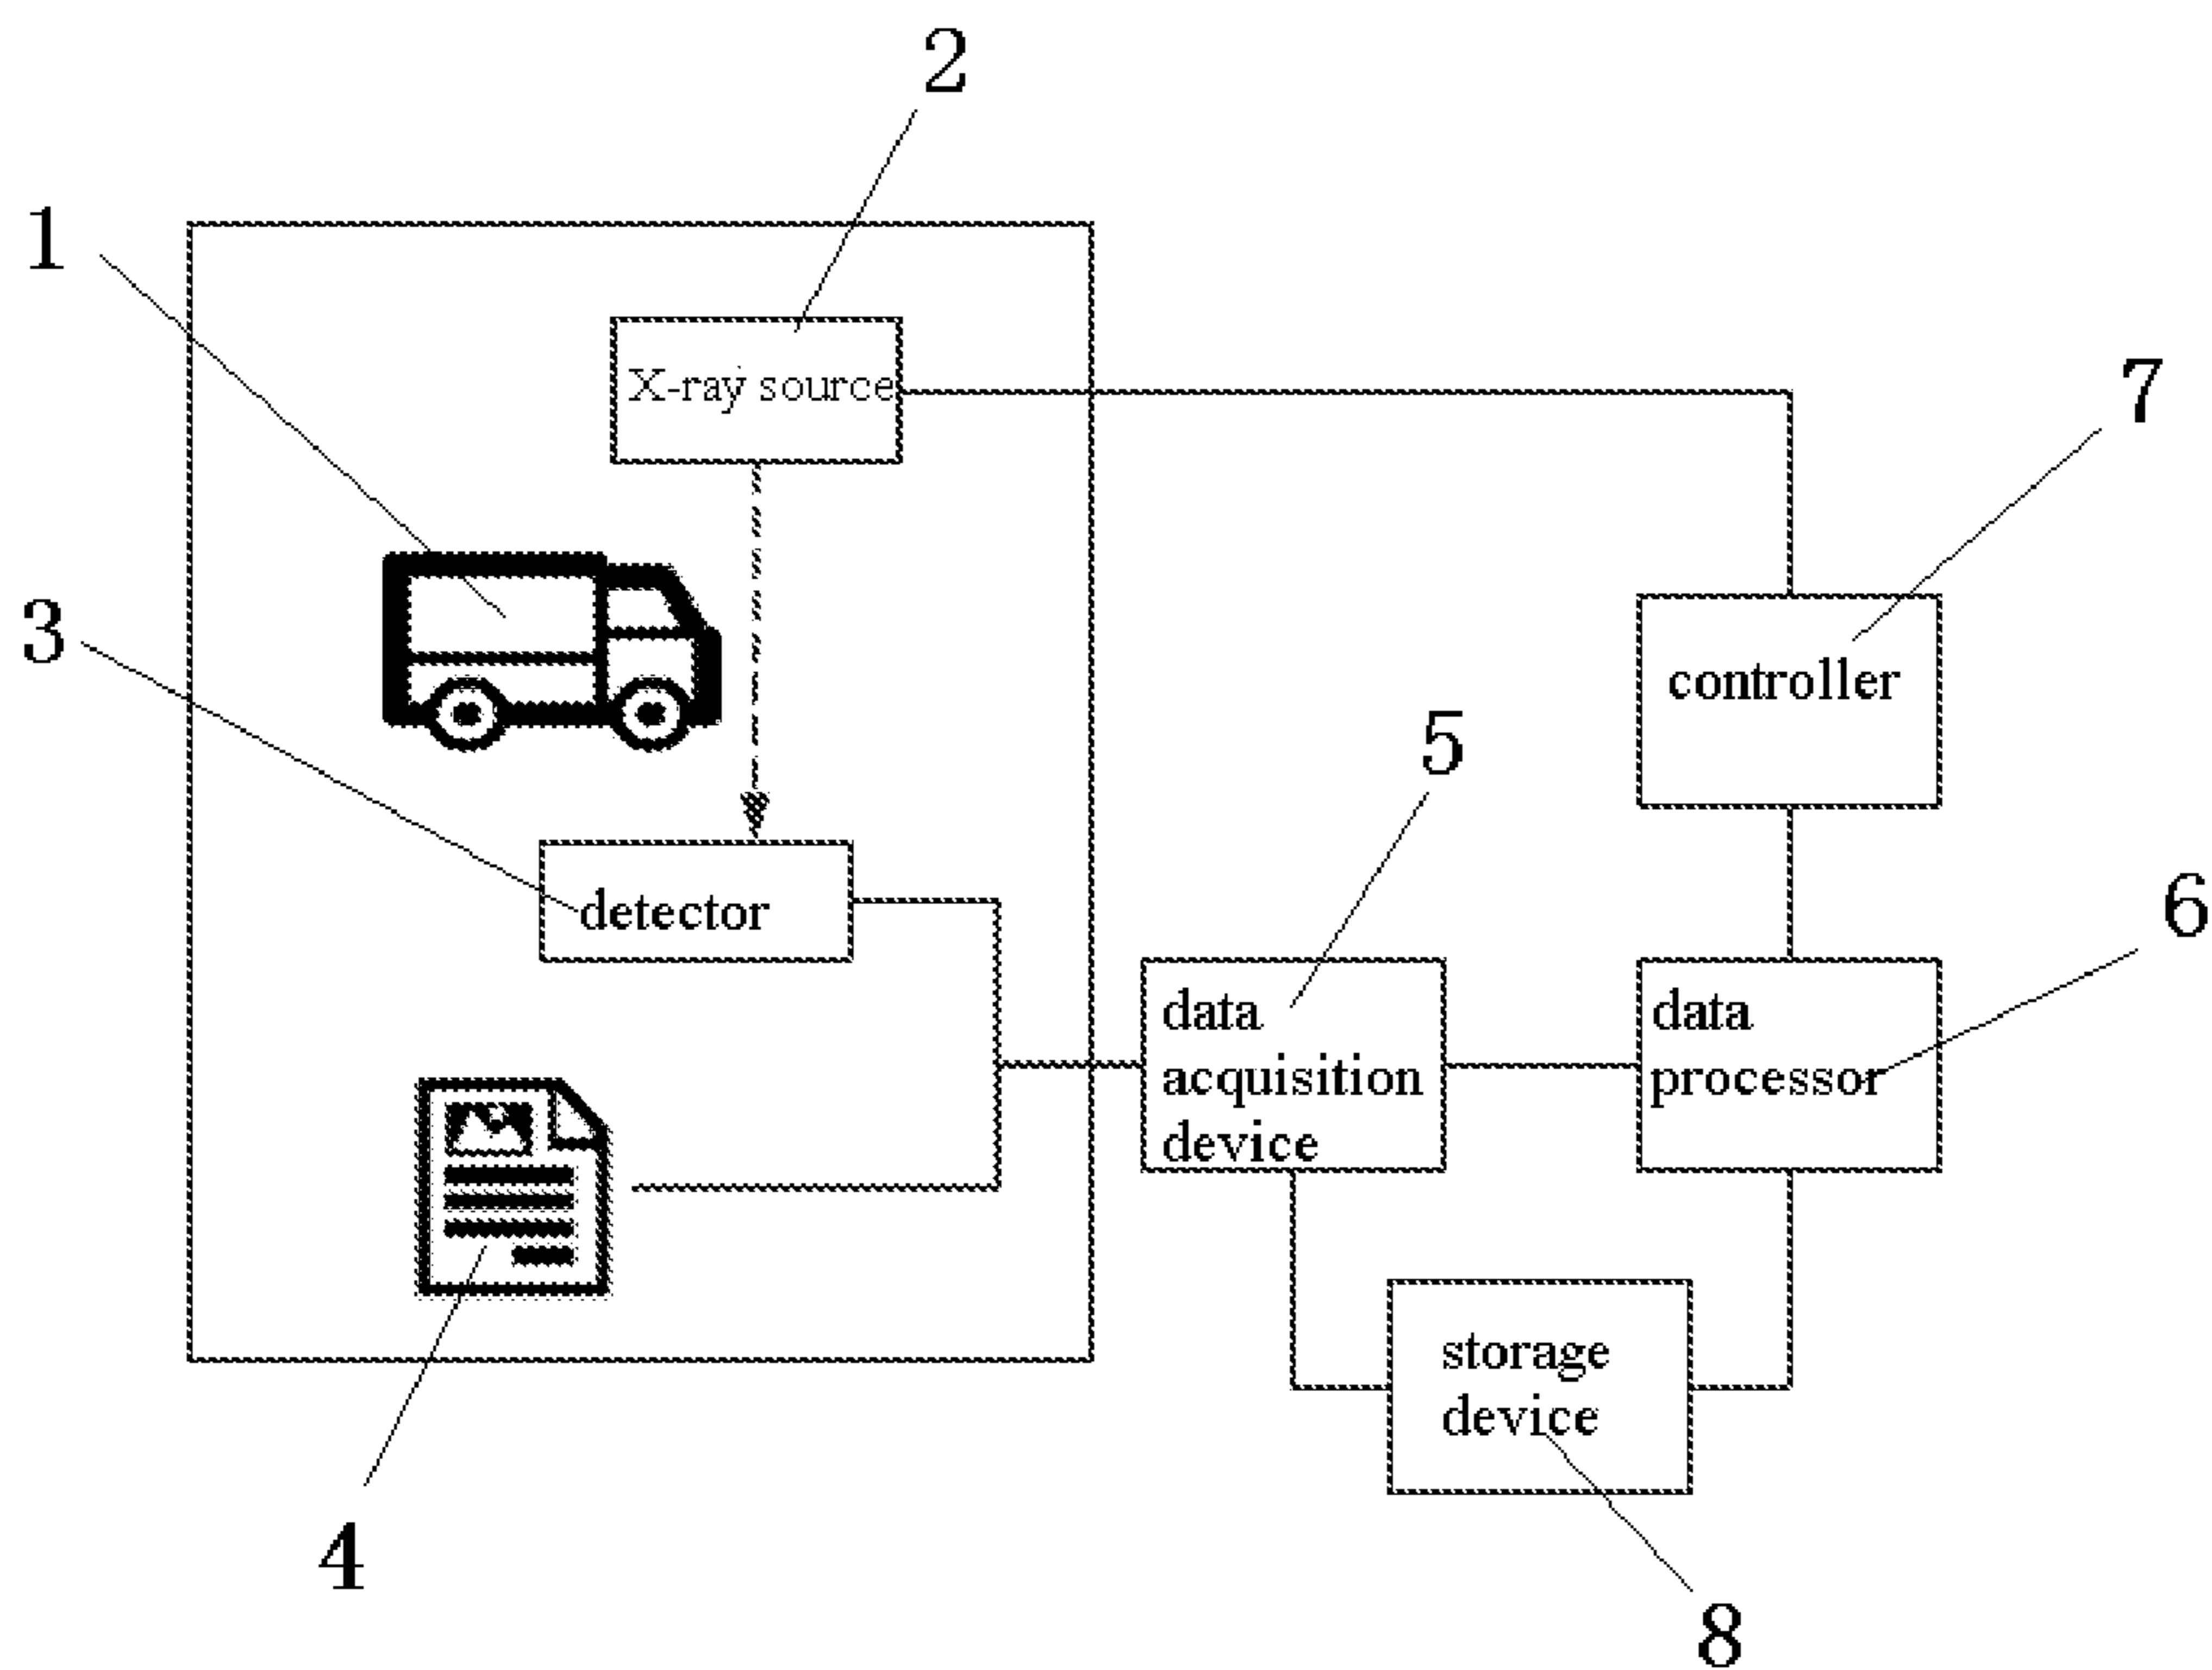 2
1
X-ray source
7
3
controller
5
detector
6
data
acquisition
device
data
processor
storage
device
4
8